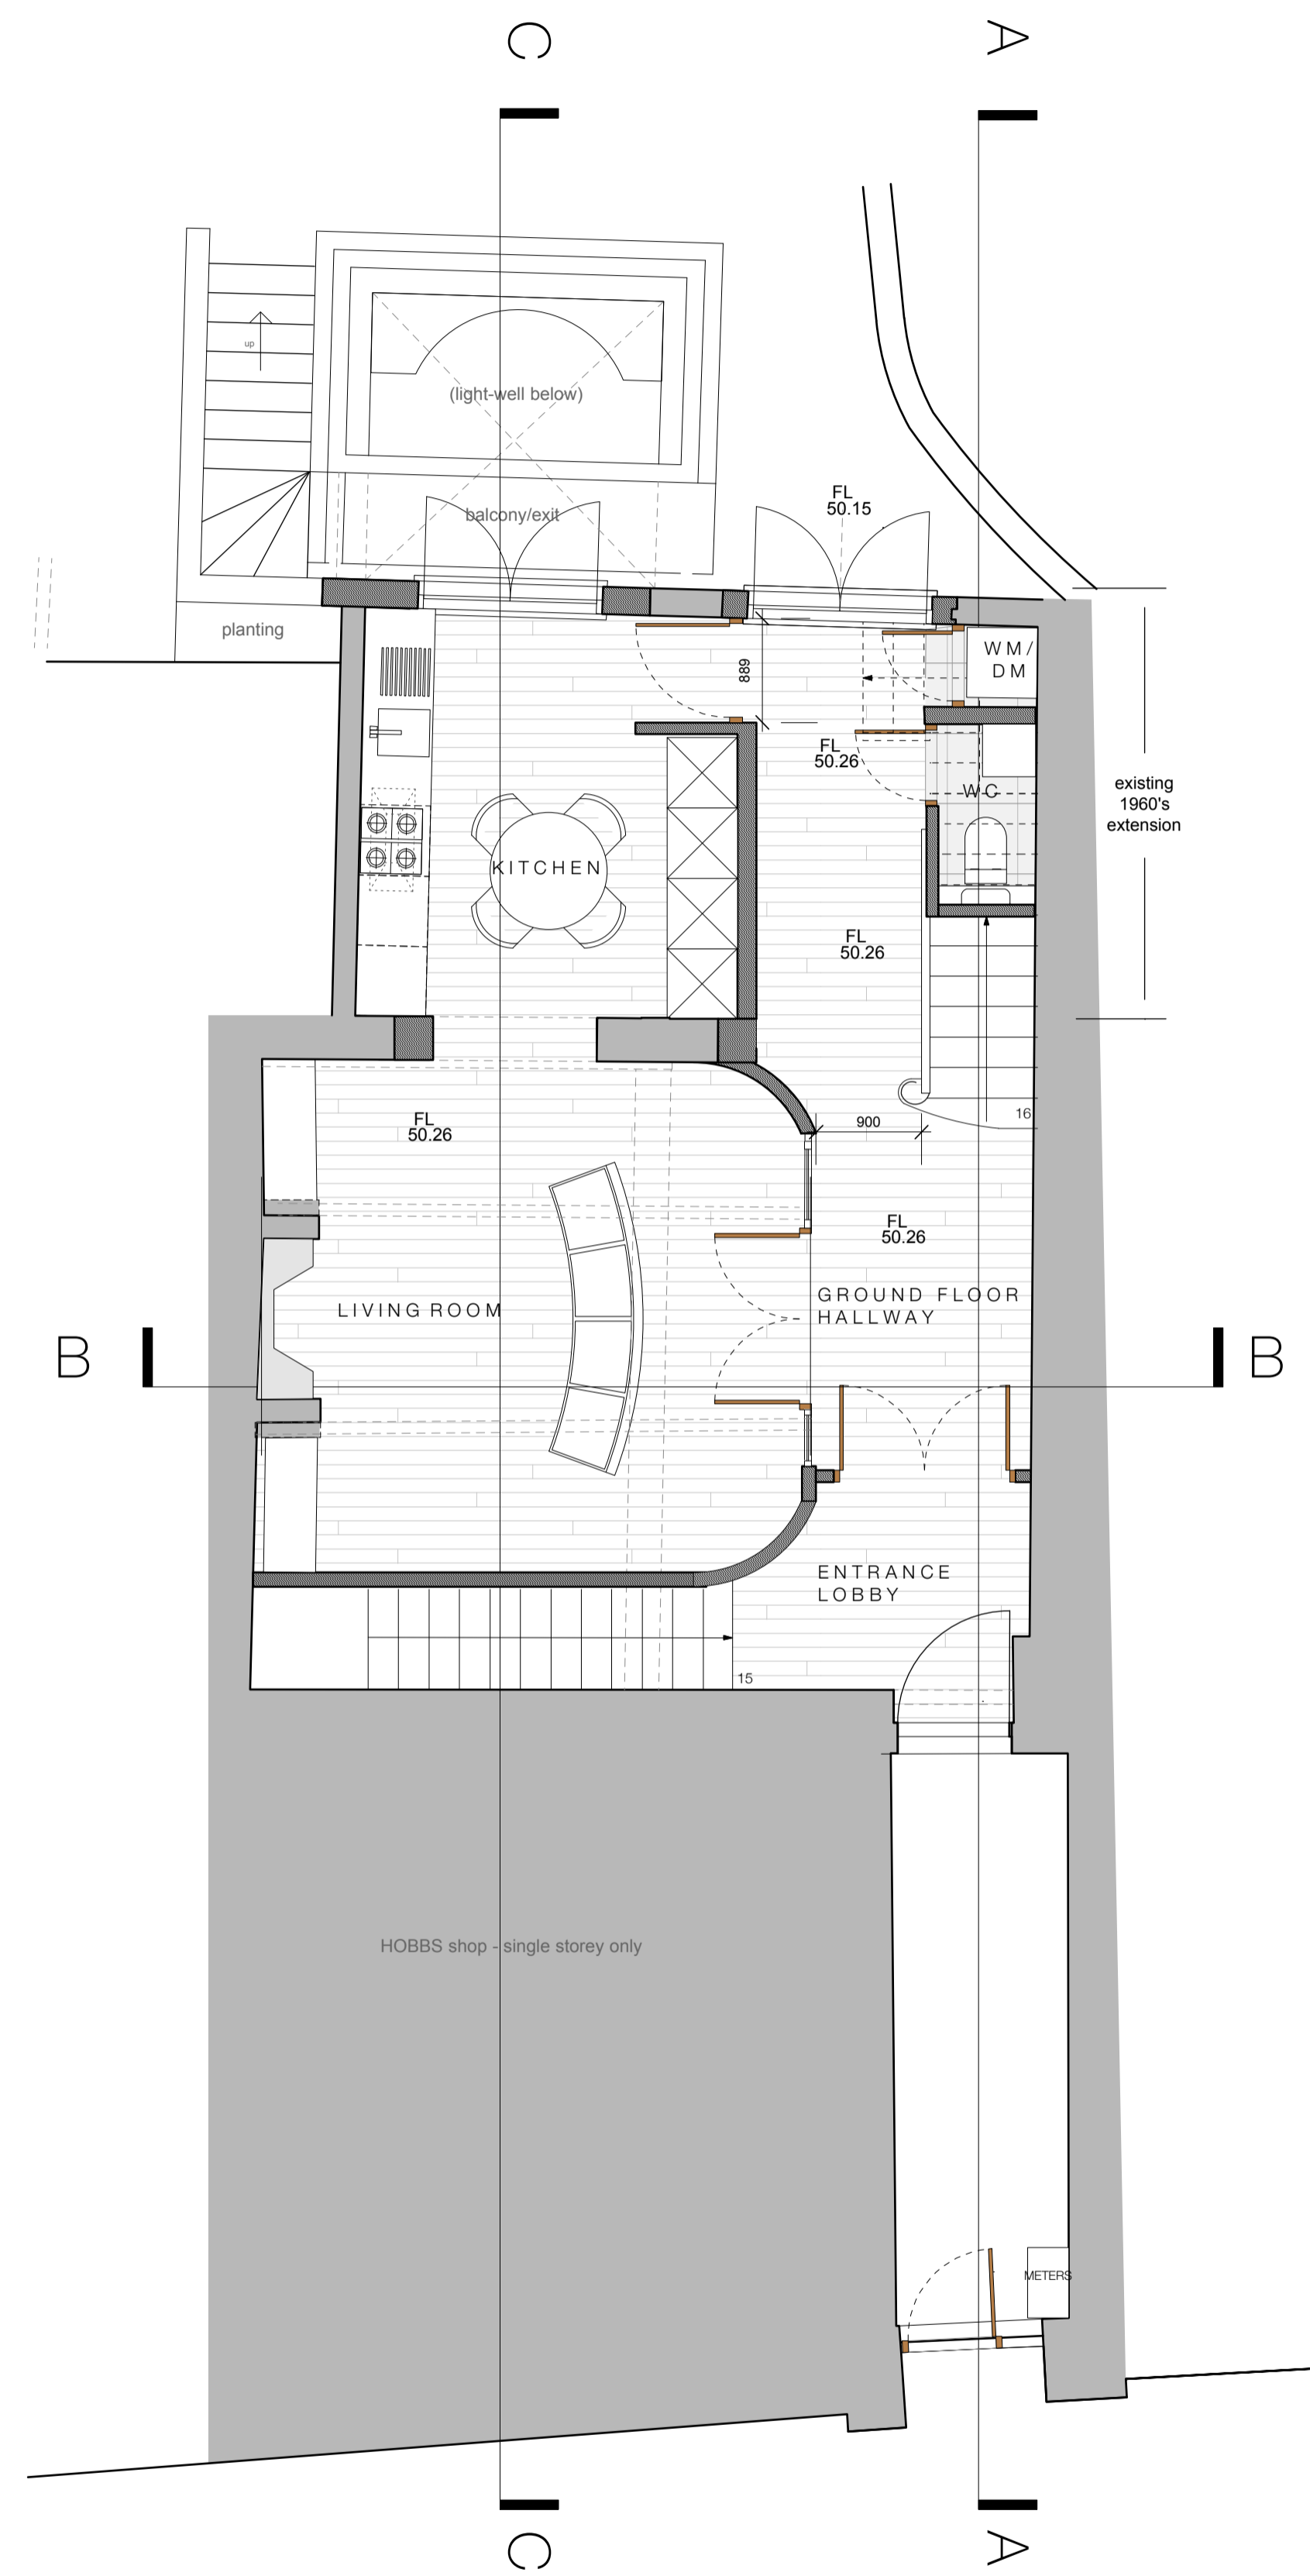 C
A
up
(light-well below)
FL
50.15
balcony/exit
planting
WM/
DM
889
FL
50.26
WC
existing
1960's
extension
KITCHEN
FL
50.26
16
FL
50.26
900
FL
50.26
GROUND FLOOR
HALLWAY
LIVING ROOM
B
B
ENTRANCE
LOBBY
15
HOBBS shop - single storey only
METERS
C
A